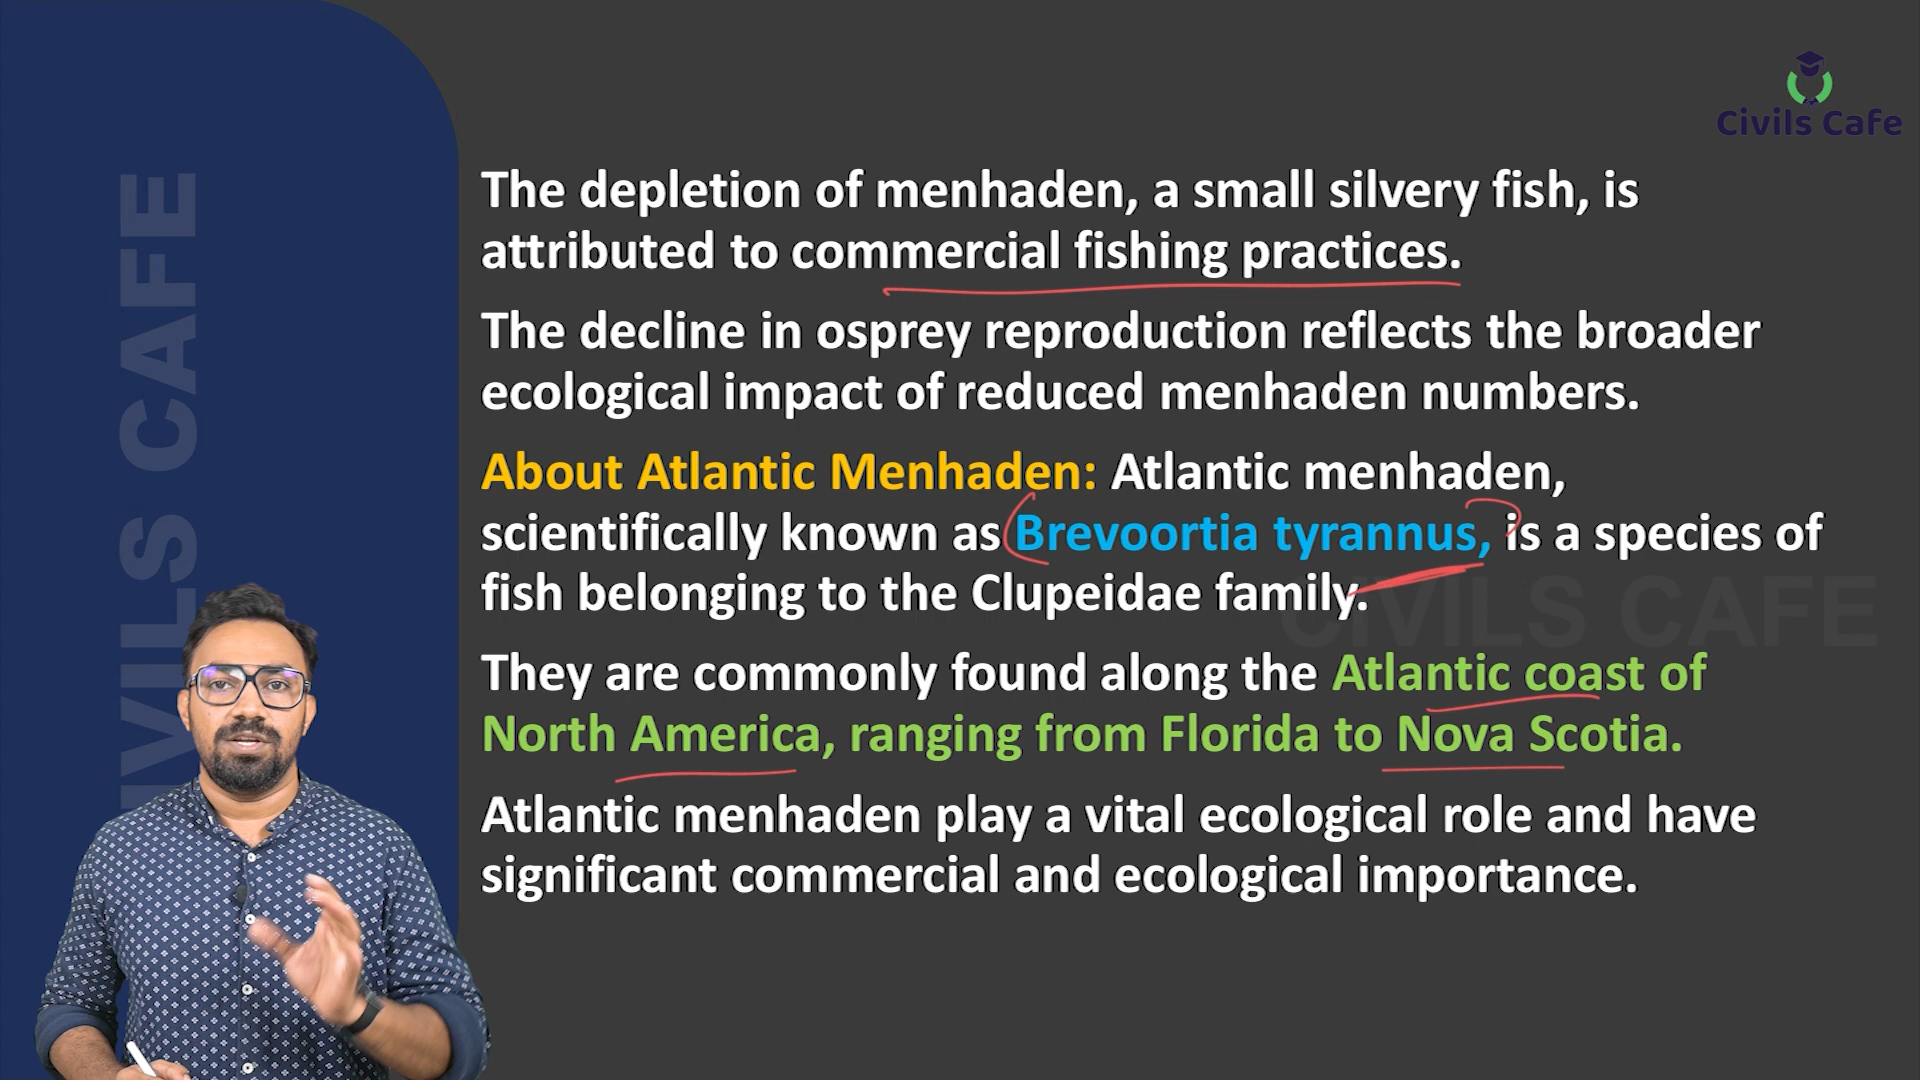 Civils Cafe
The depletion of menhaden, a small silvery fish, is
attributed to commercial fishing practices.
The decline in osprey reproduction reflects the broader
ecological impact of reduced menhaden numbers.
About Atlantic Menhaden: Atlantic menhaden,
scientifically known as Brevoortia tyrannus, is a species of
fish belonging to the Clupeidae family.
They are commonly found along the Atlantic coast of
North America, ranging from Florida to Nova Scotia.
Atlantic menhaden play a vital ecological role and have
significant commercial and ecological importance.
CIVILS CAFE
IVILS CAFE